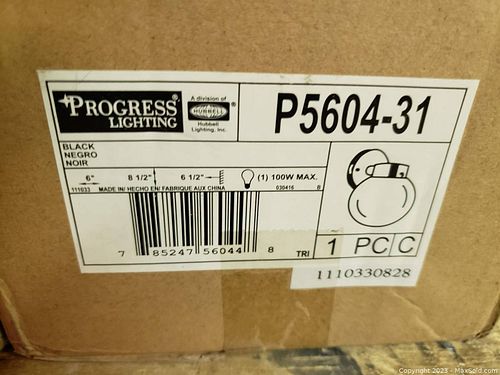 PROGRESS®
LIGHTING
A division of
HUBBELL®
Hubbell
Lighting, Inc.
P5604-31
BLACK
NEGRO
NOIR
6" 8 1/2" 6 1/2" (1) 100W MAX.
111033 MADE IN/ HECHO EN/ FABRIQUE AUX CHINA 030416 B
7 85247 56044 8 TRI
1 PC C
1110330828
Copyright 2023 - MaxSold.com